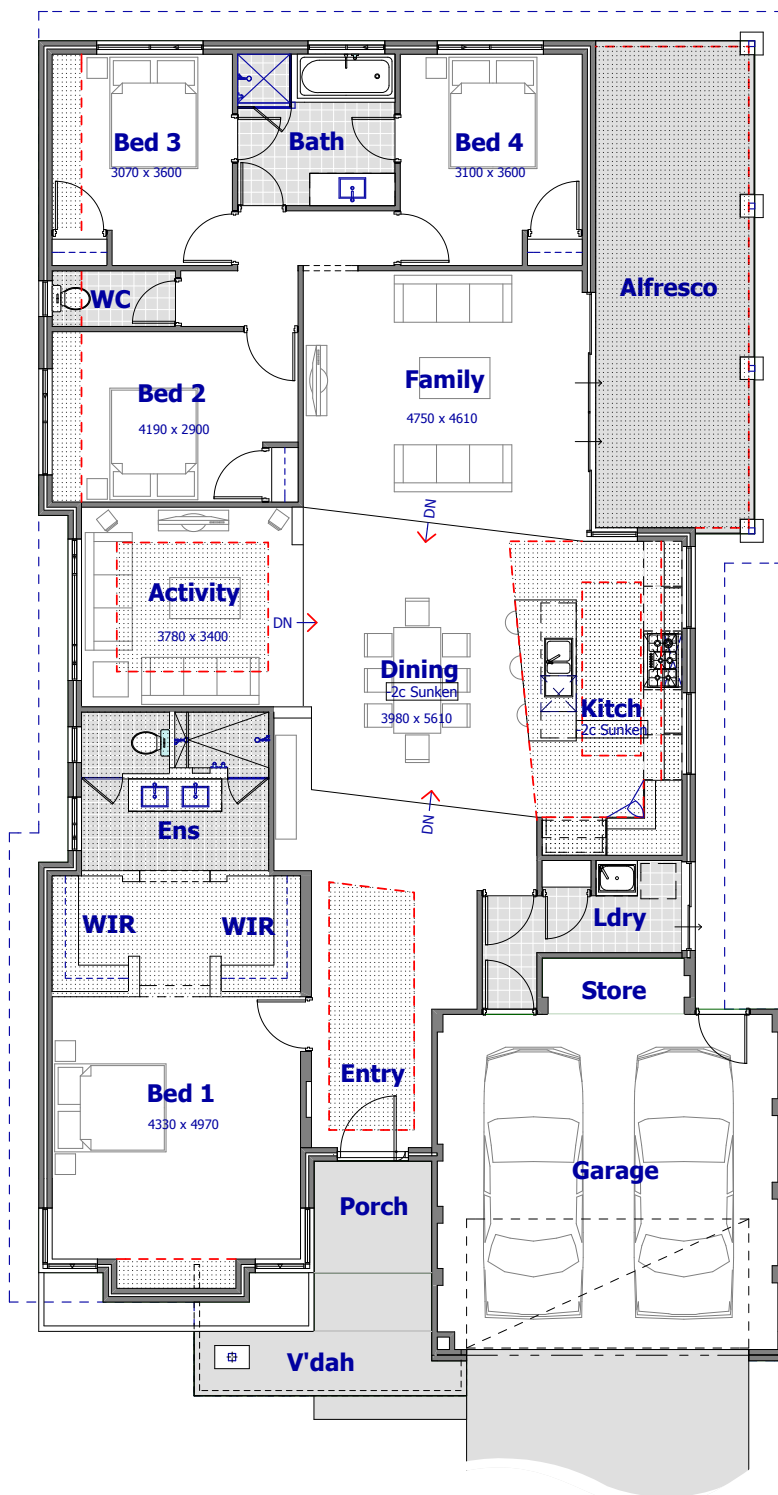 Bed 3
3070 x 3600
Bath
Bed 4
3100 x 3600
WC
Alfresco
Bed 2
4190 x 2900
Family
4750 x 4610
DN
Activity
3780 x 3400
DN
Dining
-2c Sunken
3980 x 5610
Kitch
-2c Sunken
DN
Ens
WIR
WIR
Ldry
Store
Bed 1
4330 x 4970
Entry
Garage
Porch
V'dah